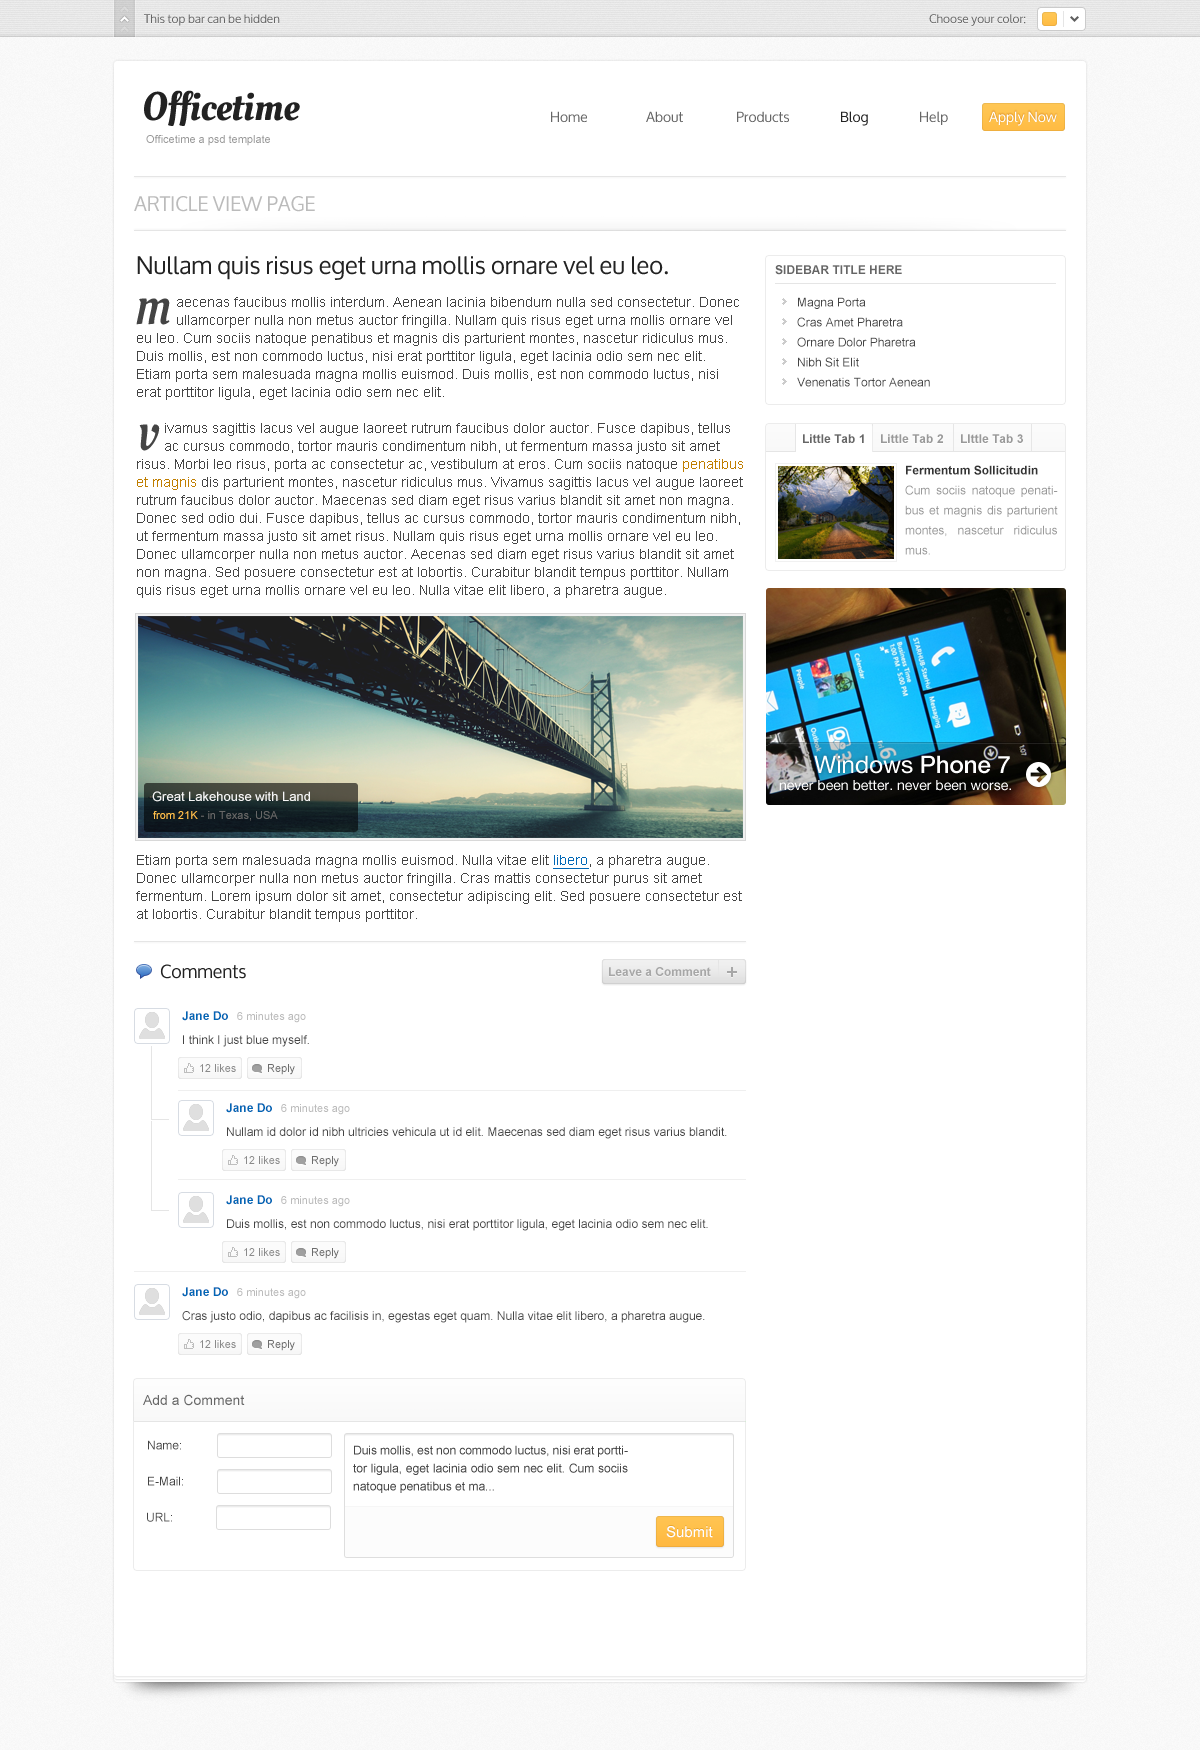 This top bar can be hidden
Choose your color:
Officetime
Officetime a psd template
Home
About
Products
Blog
Help
Apply Now
ARTICLE VIEW PAGE
Nullam quis risus eget urna mollis ornare vel eu leo.
maecenas faucibus mollis interdum. Aenean lacinia bibendum nulla sed consectetur. Donec
ullamcorper nulla non metus auctor fringilla. Nullam quis risus eget urna mollis ornare vel
eu leo. Cum sociis natoque penatibus et magnis dis parturient montes, nascetur ridiculus mus.
Duis mollis, est non commodo luctus, nisi erat porttitor ligula, eget lacinia odio sem nec elit.
Etiam porta sem malesuada magna mollis euismod. Duis mollis, est non commodo luctus, nisi
erat porttitor ligula, eget lacinia odio sem nec elit.
vivamus sagittis lacus vel augue laoreet rutrum faucibus dolor auctor. Fusce dapibus, tellus
ac cursus commodo, tortor mauris condimentum nibh, ut fermentum massa justo sit amet
risus. Morbi leo risus, porta ac consectetur ac, vestibulum at eros. Cum sociis natoque penatibus
et magnis dis parturient montes, nascetur ridiculus mus. Vivamus sagittis lacus vel augue laoreet
rutrum faucibus dolor auctor. Maecenas sed diam eget risus varius blandit sit amet non magna.
Donec sed odio dui. Fusce dapibus, tellus ac cursus commodo, tortor mauris condimentum nibh,
ut fermentum massa justo sit amet risus. Nullam quis risus eget urna mollis ornare vel eu leo.
Donec ullamcorper nulla non metus auctor. Aecenas sed diam eget risus varius blandit sit amet
non magna. Sed posuere consectetur est at lobortis. Curabitur blandit tempus porttitor. Nullam
quis risus eget urna mollis ornare vel eu leo. Nulla vitae elit libero, a pharetra augue.
Great Lakehouse with Land
from 21K - in Texas, USA
Etiam porta sem malesuada magna mollis euismod. Nulla vitae elit libero, a pharetra augue.
Donec ullamcorper nulla non metus auctor fringilla. Cras mattis consectetur purus sit amet
fermentum. Lorem ipsum dolor sit amet, consectetur adipiscing elit. Sed posuere consectetur est
at lobortis. Curabitur blandit tempus porttitor.
SIDEBAR TITLE HERE
Magna Porta
Cras Amet Pharetra
Ornare Dolor Pharetra
Nibh Sit Elit
Venenatis Tortor Aenean
Little Tab 1
Little Tab 2
LIttle Tab 3
Fermentum Sollicitudin
Cum sociis natoque penati-
bus et magnis dis parturient
montes, nascetur ridiculus
mus.
STARHUB-StarHu
Business Time
1:00 PM - 5:00 PM
Calendar
People
Messaging
Outlook
1:07
Windows Phone 7
never been better. never been worse.
Comments
Leave a Comment +
Jane Do 6 minutes ago
I think I just blue myself.
12 likes
Reply
Jane Do 6 minutes ago
Nullam id dolor id nibh ultricies vehicula ut id elit. Maecenas sed diam eget risus varius blandit.
12 likes
Reply
Jane Do 6 minutes ago
Duis mollis, est non commodo luctus, nisi erat porttitor ligula, eget lacinia odio sem nec elit.
12 likes
Reply
Jane Do 6 minutes ago
Cras justo odio, dapibus ac facilisis in, egestas eget quam. Nulla vitae elit libero, a pharetra augue.
12 likes
Reply
Add a Comment
Name:
E-Mail:
URL:
Duis mollis, est non commodo luctus, nisi erat portti-
tor ligula, eget lacinia odio sem nec elit. Cum sociis
natoque penatibus et ma...
Submit